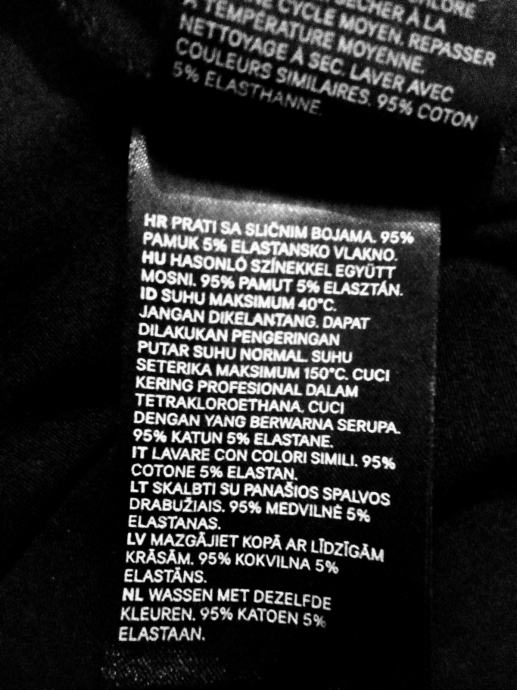 CHLORE
CYCLE MOYEN. SÉCHER À LA
À TEMPÉRATURE MOYENNE. REPASSER
NETTOYAGE À SEC. LAVER AVEC
COULEURS SIMILAIRES. 95% COTON
5% ELASTHANNE.
HR PRATI SA SLIČNIM BOJAMA. 95%
PAMUK 5% ELASTANSKO VLAKNO.
HU HASONLÓ SZÍNEKKEL EGYÜTT
MOSNI. 95% PAMUT 5% ELASZTÁN.
ID SUHU MAKSIMUM 40°C.
JANGAN DIKELANTANG. DAPAT
DILAKUKAN PENGERINGAN
PUTAR SUHU NORMAL. SUHU
SETERIKA MAKSIMUM 150°C. CUCI
KERING PROFESIONAL DALAM
TETRAKLOROETHANA. CUCI
DENGAN YANG BERWARNA SERUPA.
95% KATUN 5% ELASTANE.
IT LAVARE CON COLORI SIMILI. 95%
COTONE 5% ELASTAN.
LT SKALBTI SU PANAŠIOS SPALVOS
DRABUŽIAIS. 95% MEDVILNĖ 5%
ELASTANAS.
LV MAZGĀJIET KOPĀ AR LĪDZĪGĀM
KRĀSĀM. 95% KOKVILNA 5%
ELASTĀNS.
NL WASSEN MET DEZELFDE
KLEUREN. 95% KATOEN 5%
ELASTAAN.